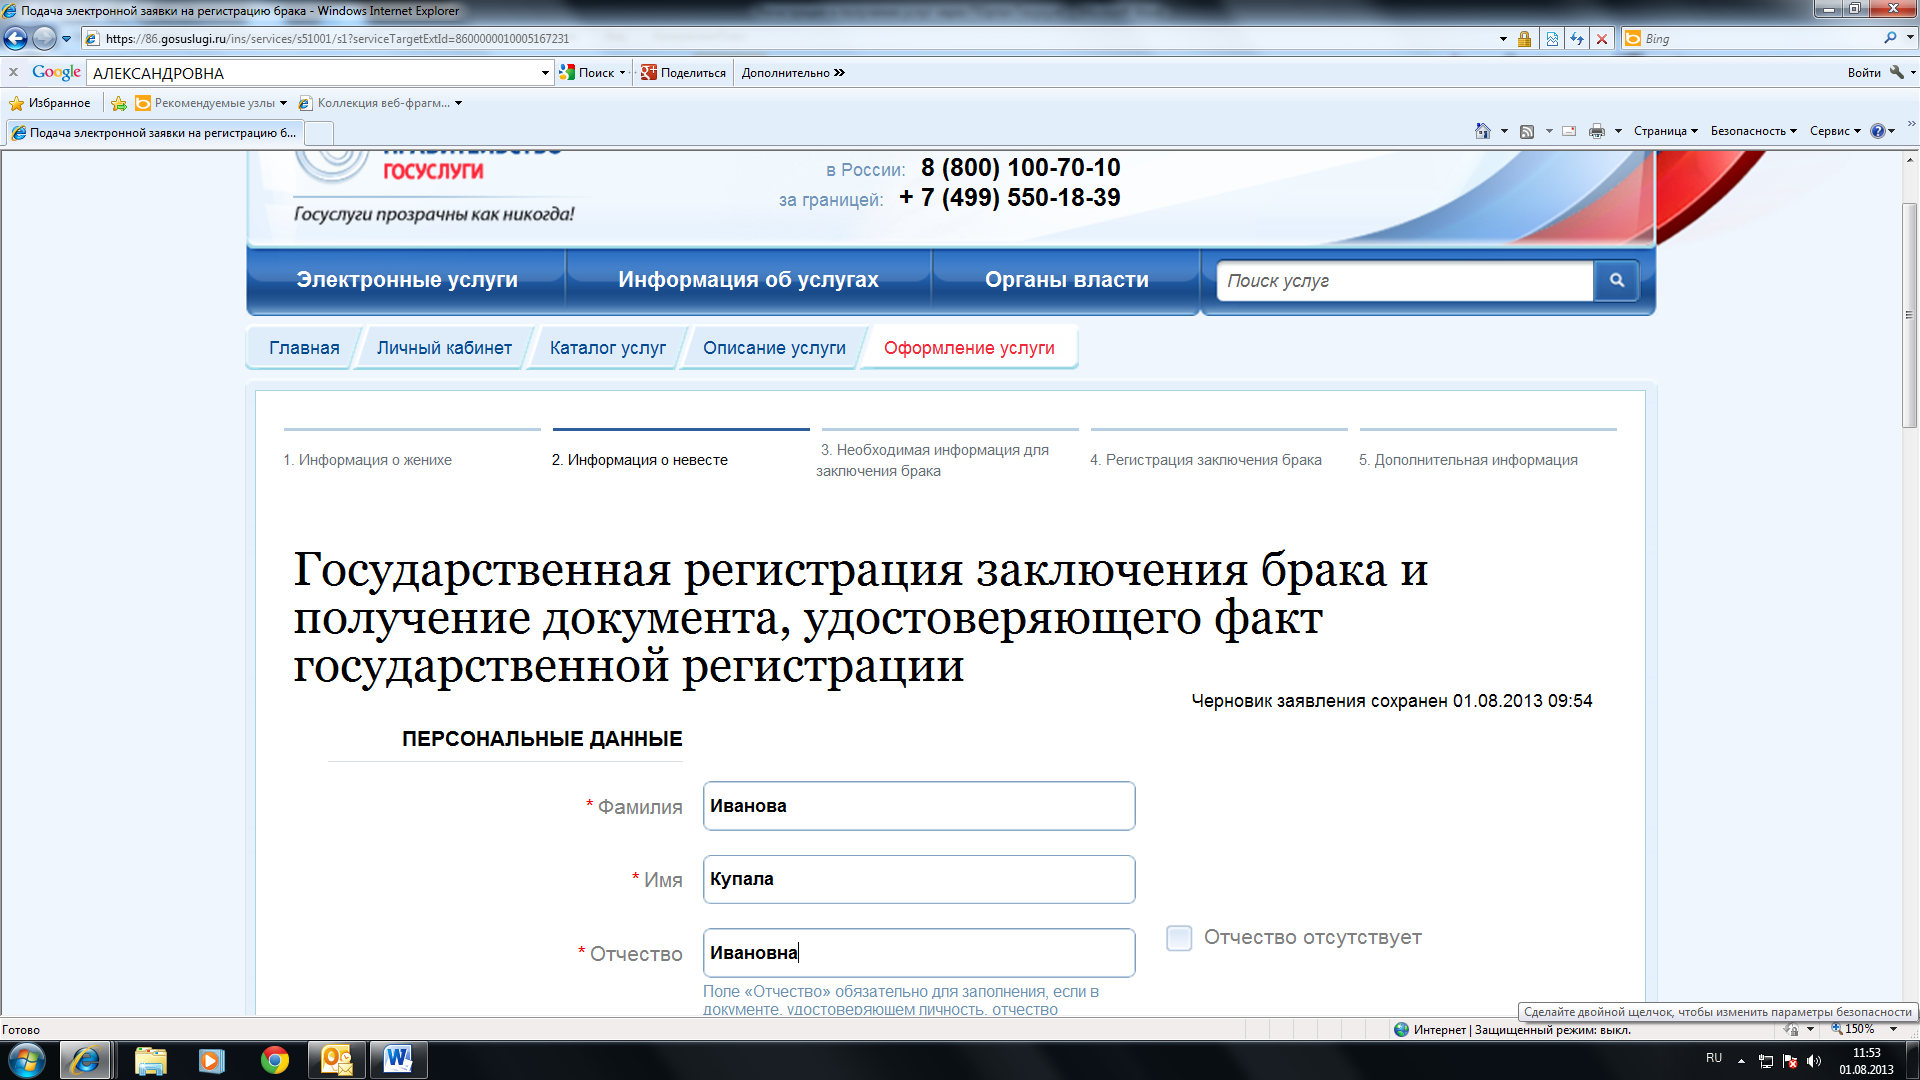 Подача электронной заявки на регистрацию брака - Windows Internet Explorer
https://86.gosuslugi.ru/ins/services/s51001/s1?serviceTargetExtId=8600000010005167231
Bing
Google АЛЕКСАНДРОВНА Поиск Поделиться Дополнительно Войти
Избранное Рекомендуемые узлы Коллекция веб-фрагм...
Подача электронной заявки на регистрацию б...
Страница Безопасность Сервис
ГОСУСЛУГИ
Госуслуги прозрачны как никогда!
в России: 8 (800) 100-70-10
за границей: + 7 (499) 550-18-39
Электронные услуги Информация об услугах Органы власти Поиск услуг
Главная Личный кабинет Каталог услуг Описание услуги Оформление услуги
1. Информация о женихе
2. Информация о невесте
3. Необходимая информация для
заключения брака
4. Регистрация заключения брака
5. Дополнительная информация
Государственная регистрация заключения брака и
получение документа, удостоверяющего факт
государственной регистрации
Черновик заявления сохранен 01.08.2013 09:54
ПЕРСОНАЛЬНЫЕ ДАННЫЕ
* Фамилия Иванова
* Имя Купала
* Отчество Ивановна
Отчество отсутствует
Поле «Отчество» обязательно для заполнения, если в
документе, удостоверяющем личность, отчество
Сделайте двойной щелчок, чтобы изменить параметры безопасности
Готово
Интернет | Защищенный режим: выкл.
150%
RU
11:53
01.08.2013